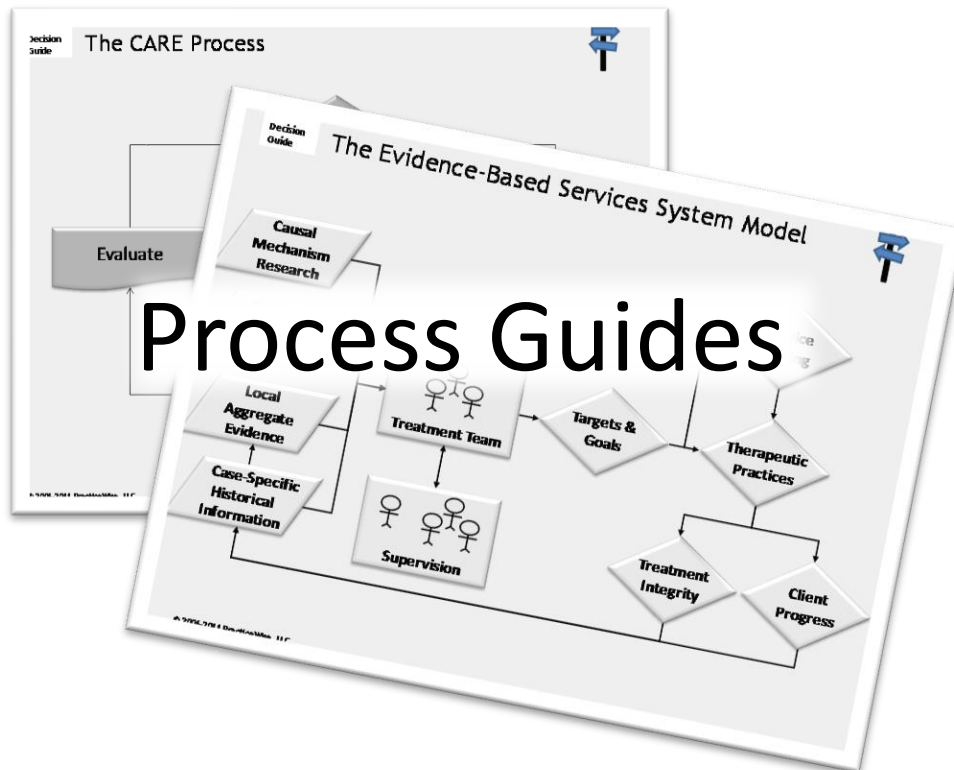 Decision
Guide
The CARE Process
Evaluate
Decision
Guide
The Evidence-Based Services System Model
Causal
Mechanism
Research
Process Guides
Local
Aggregate
Evidence
Treatment Team
Targets &
Goals
Therapeutic
Practices
Case-Specific
Historical
Information
Supervision
Treatment
Integrity
Client
Progress